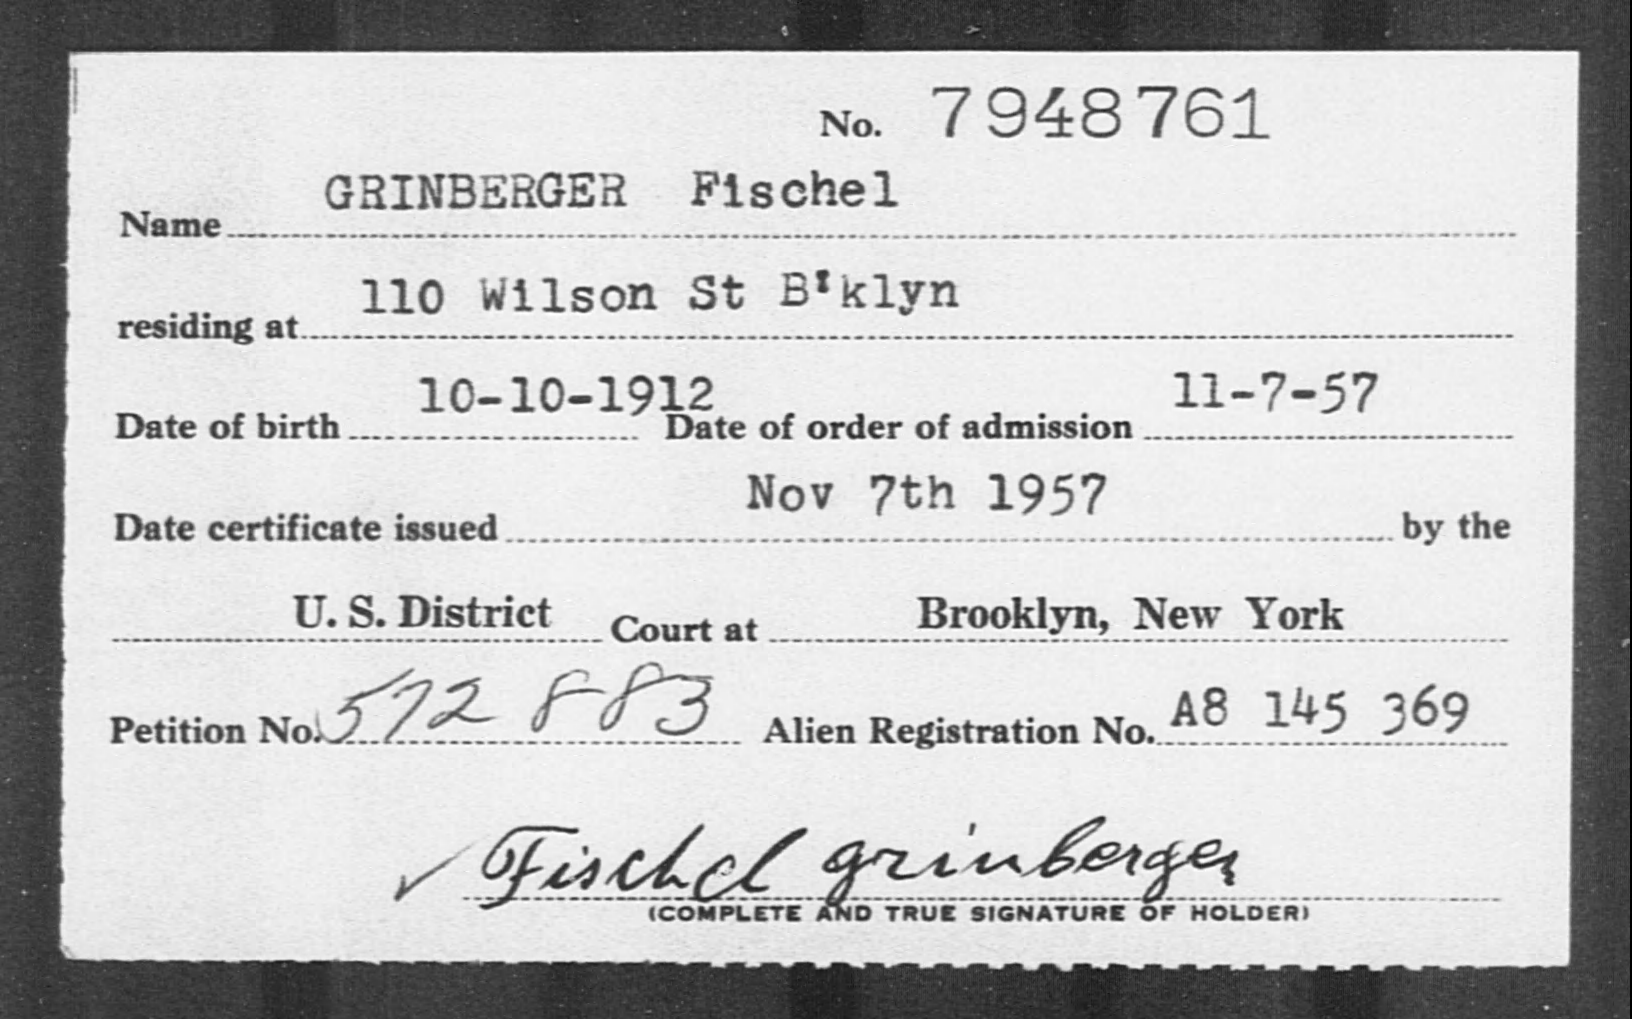 No. 7948761
Name GRINBERGER Fischel
residing at 110 Wilson St B'klyn
Date of birth 10-10-1912 Date of order of admission 11-7-57
Date certificate issued Nov 7th 1957 by the
U. S. District Court at Brooklyn, New York
Petition No. 572 883 Alien Registration No. A8 145 369
Fischel Grinberger
(COMPLETE AND TRUE SIGNATURE OF HOLDER)